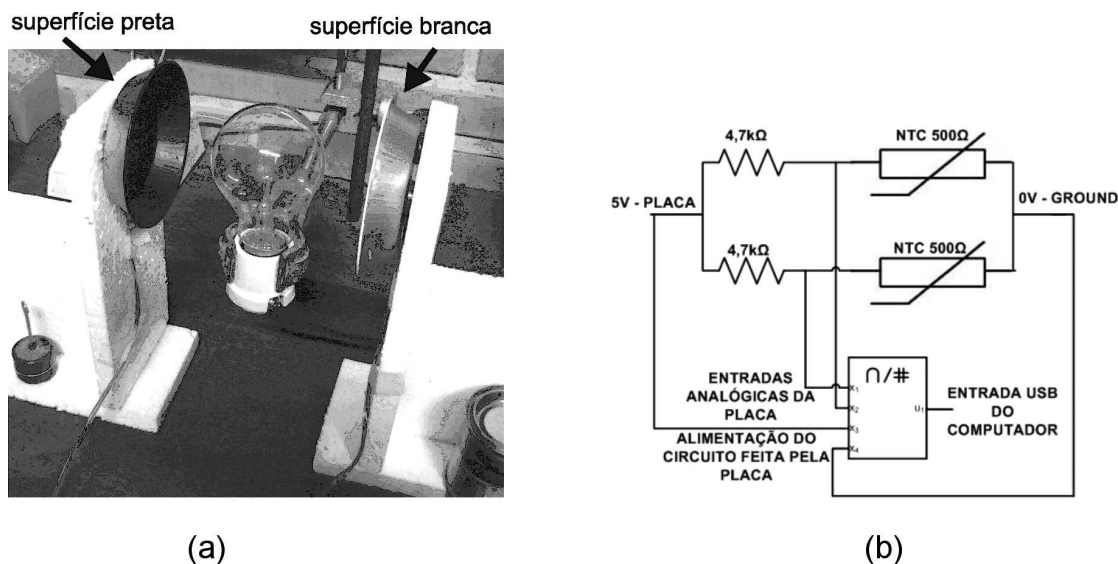 superfície preta
superfície branca
4,7kΩ
NTC 500Ω
5V - PLACA
0V - GROUND
4,7kΩ
NTC 500Ω
ENTRADAS
ANALÓGICAS DA
PLACA
ALIMENTAÇÃO DO
CIRCUITO FEITA PELA
PLACA
∩/#
X1
X2
X3
X4
U1
ENTRADA USB
DO
COMPUTADOR
(a)
(b)